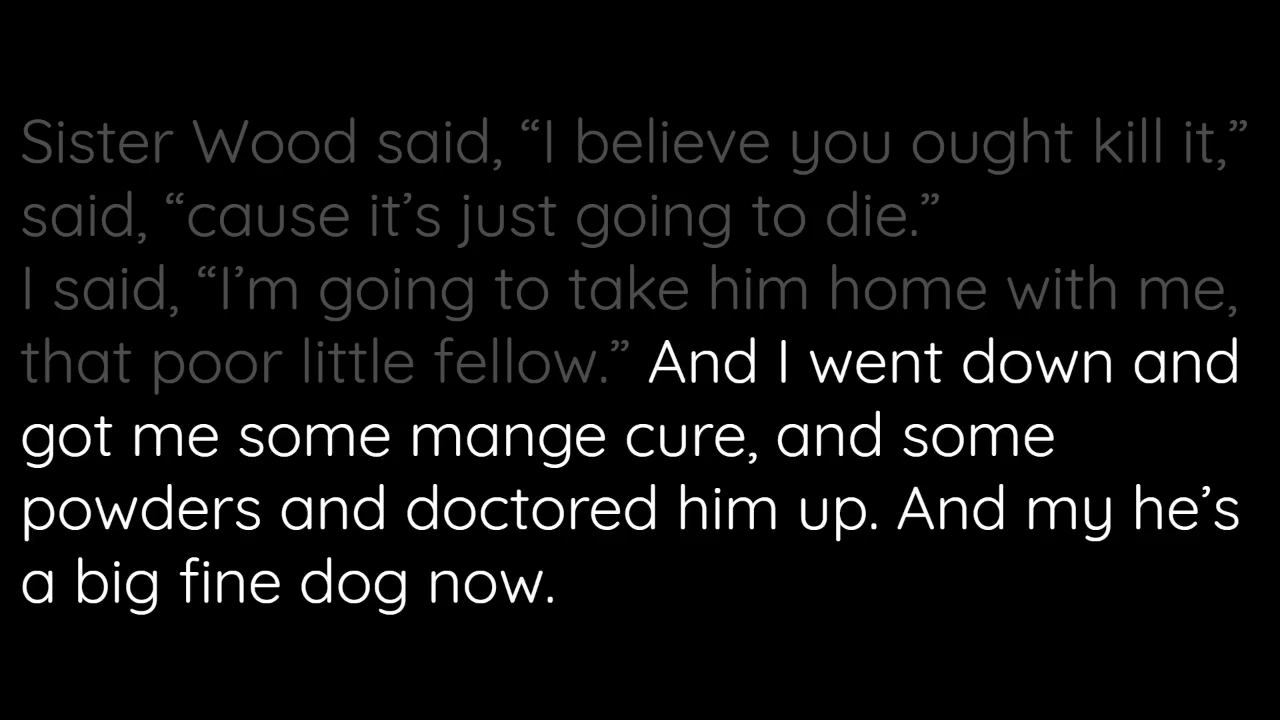 Sister Wood said, “I believe you ought kill it,”
said, “cause it’s just going to die.”
I said, “I’m going to take him home with me,
that poor little fellow.” And I went down and
got me some mange cure, and some
powders and doctored him up. And my he’s
a big fine dog now.